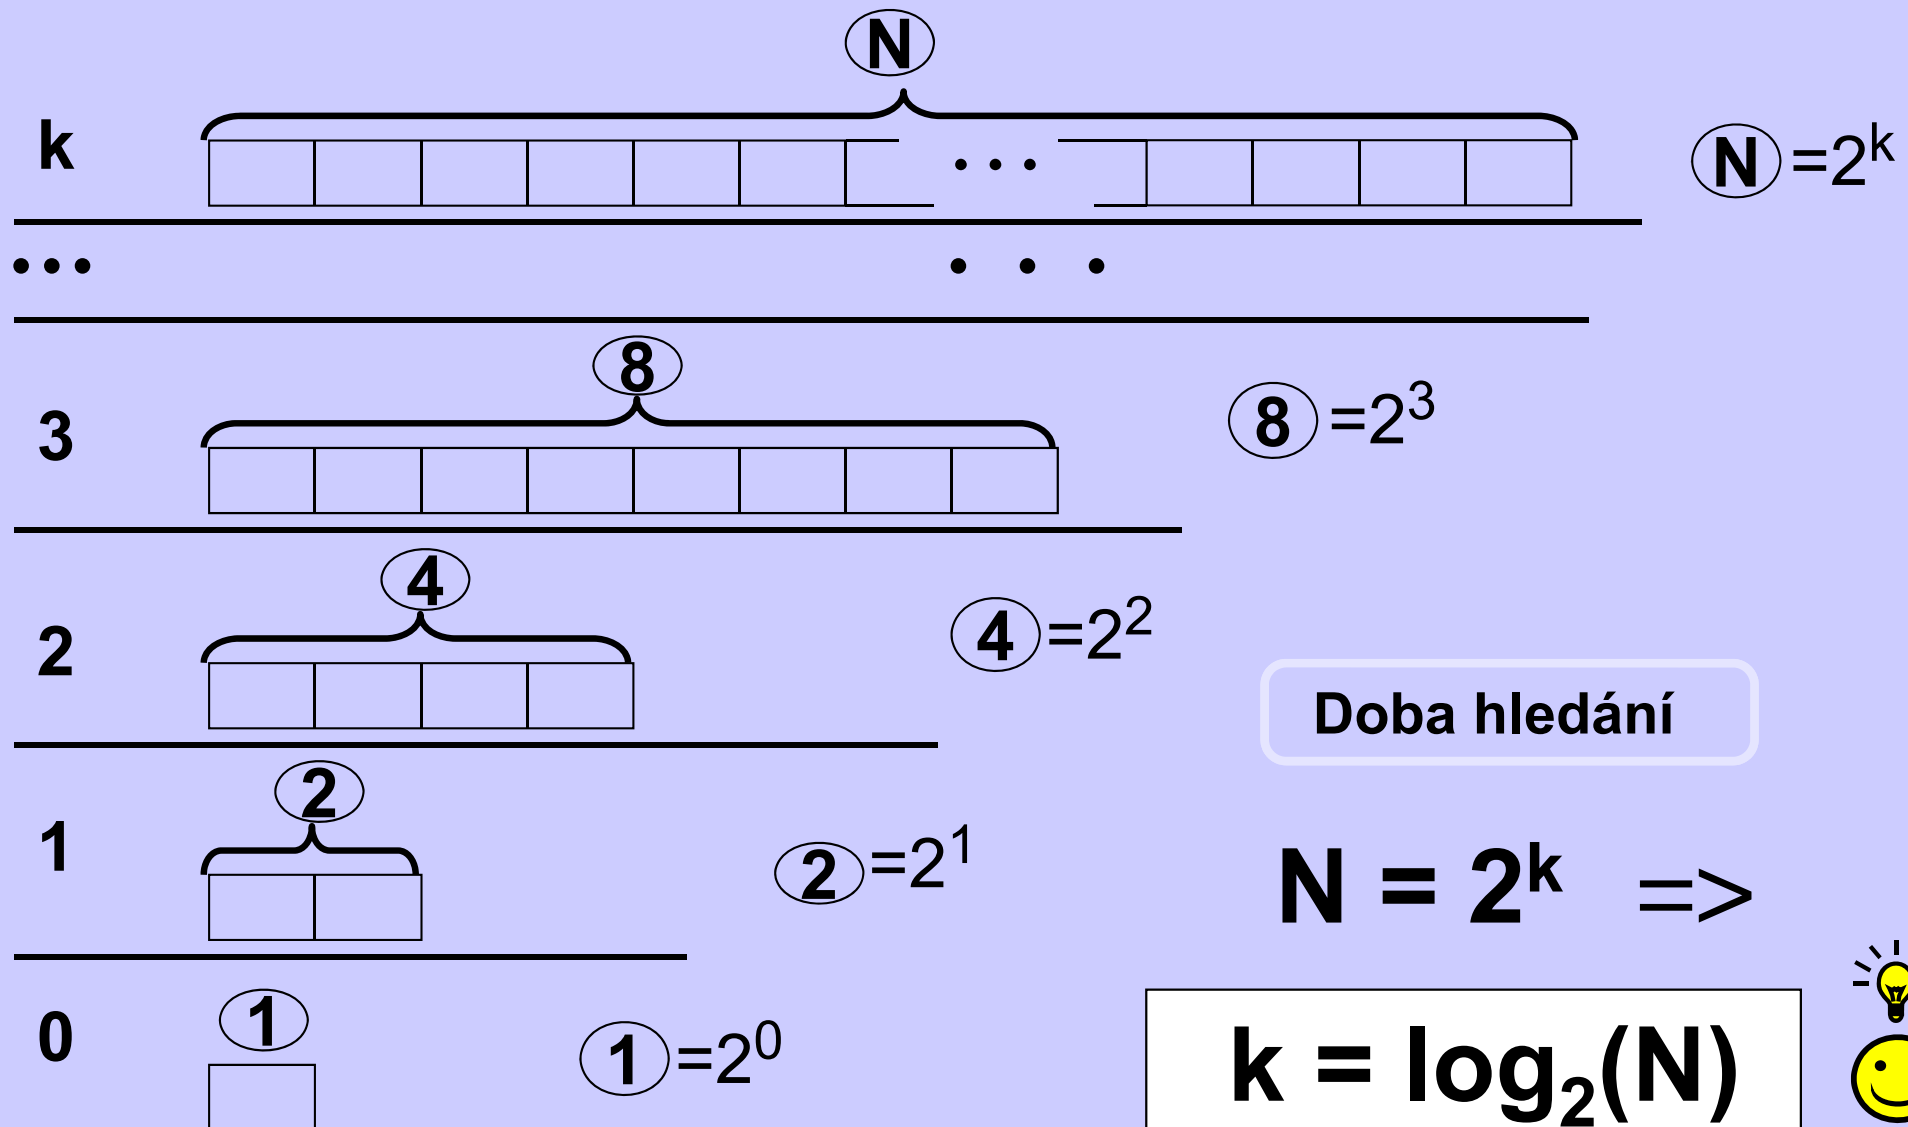 N
k
...
N =2^k
...
. . .
8
3
8 =2^3
4
2
4 =2^2
Doba hledání
2
1
2 =2^1
N = 2^k =>
1
0
1 =2^0
k = log₂(N)